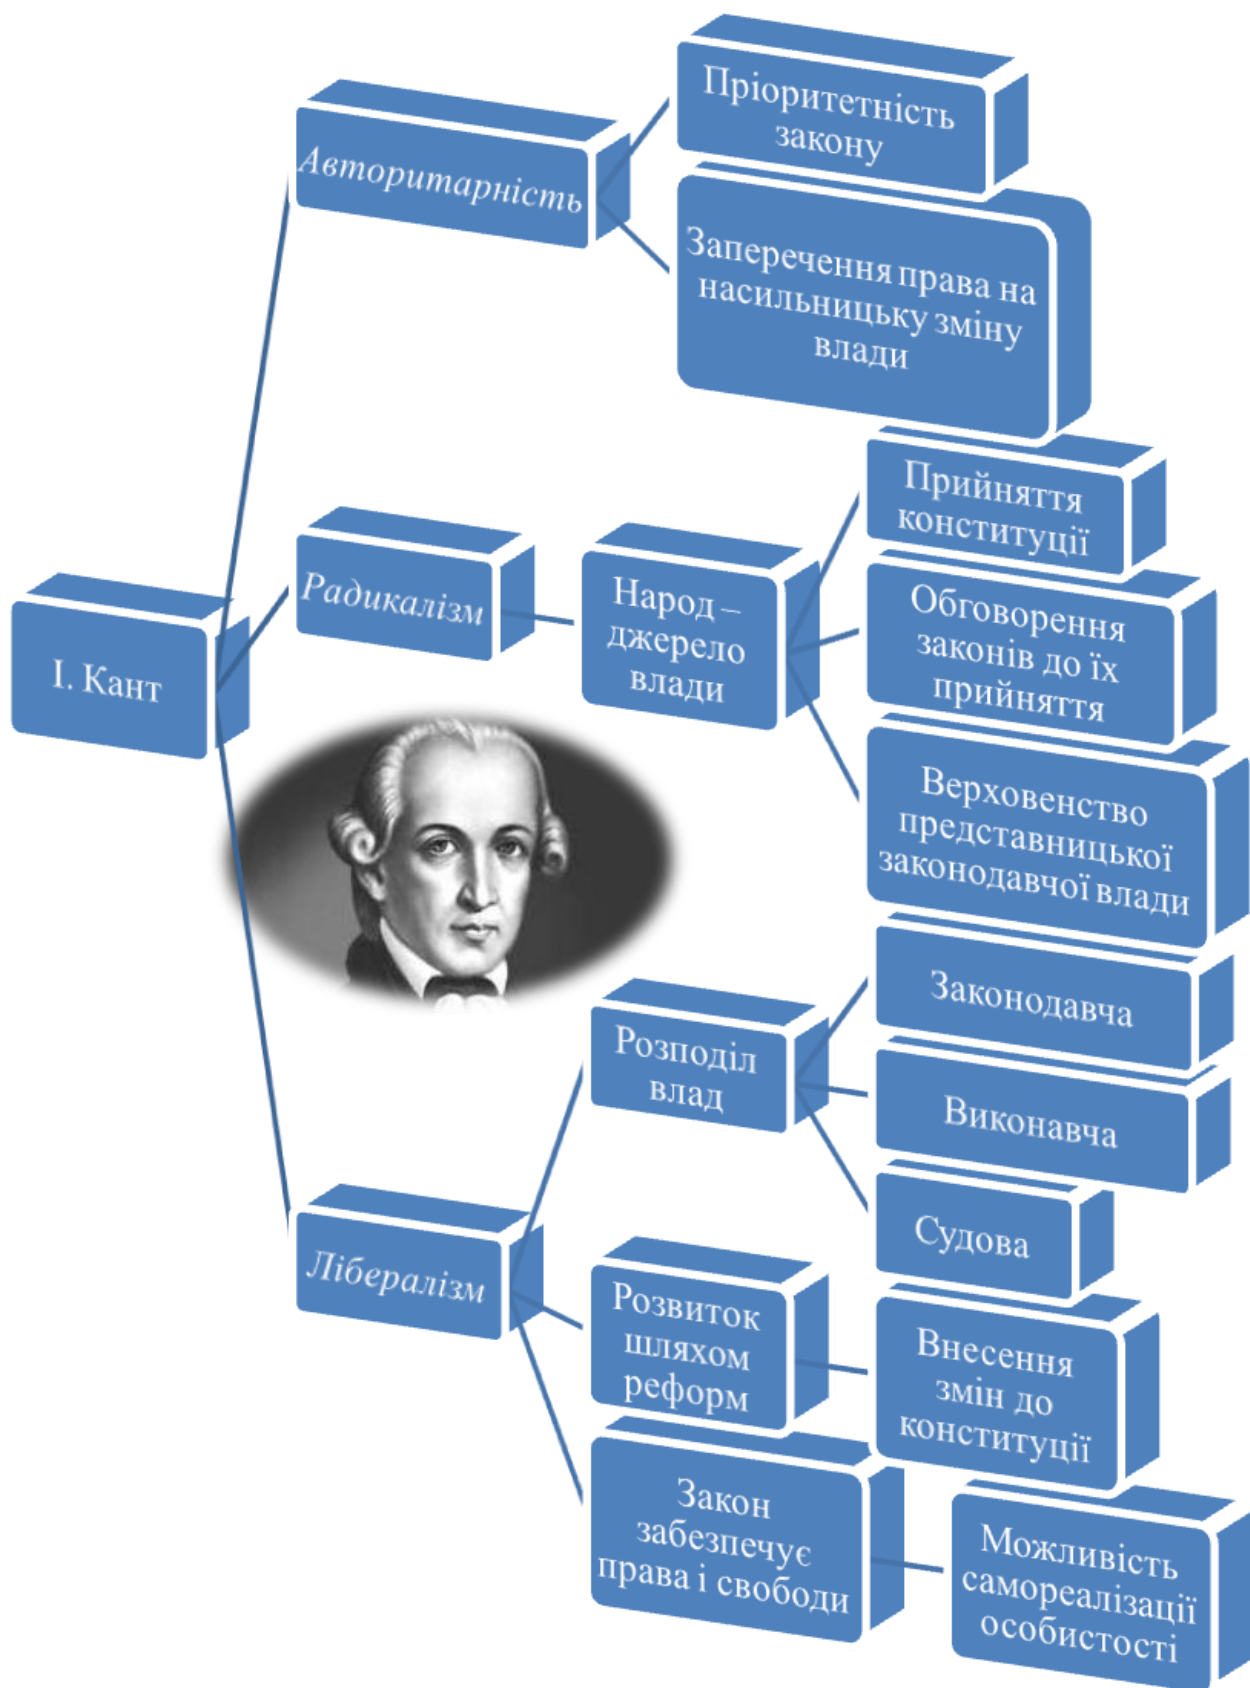 І. Кант
Авторитарність
Пріоритетність
закону
Заперечення права на
насильницьку зміну
влади
Радикалізм
Народ –
джерело
влади
Прийняття
конституції
Обговорення
законів до їх
прийняття
Верховенство
представницької
законодавчої влади
Лібералізм
Розподіл
влад
Законодавча
Виконавча
Судова
Розвиток
шляхом
реформ
Внесення
змін до
конституції
Закон
забезпечує
права і свободи
Можливість
самореалізації
особистості